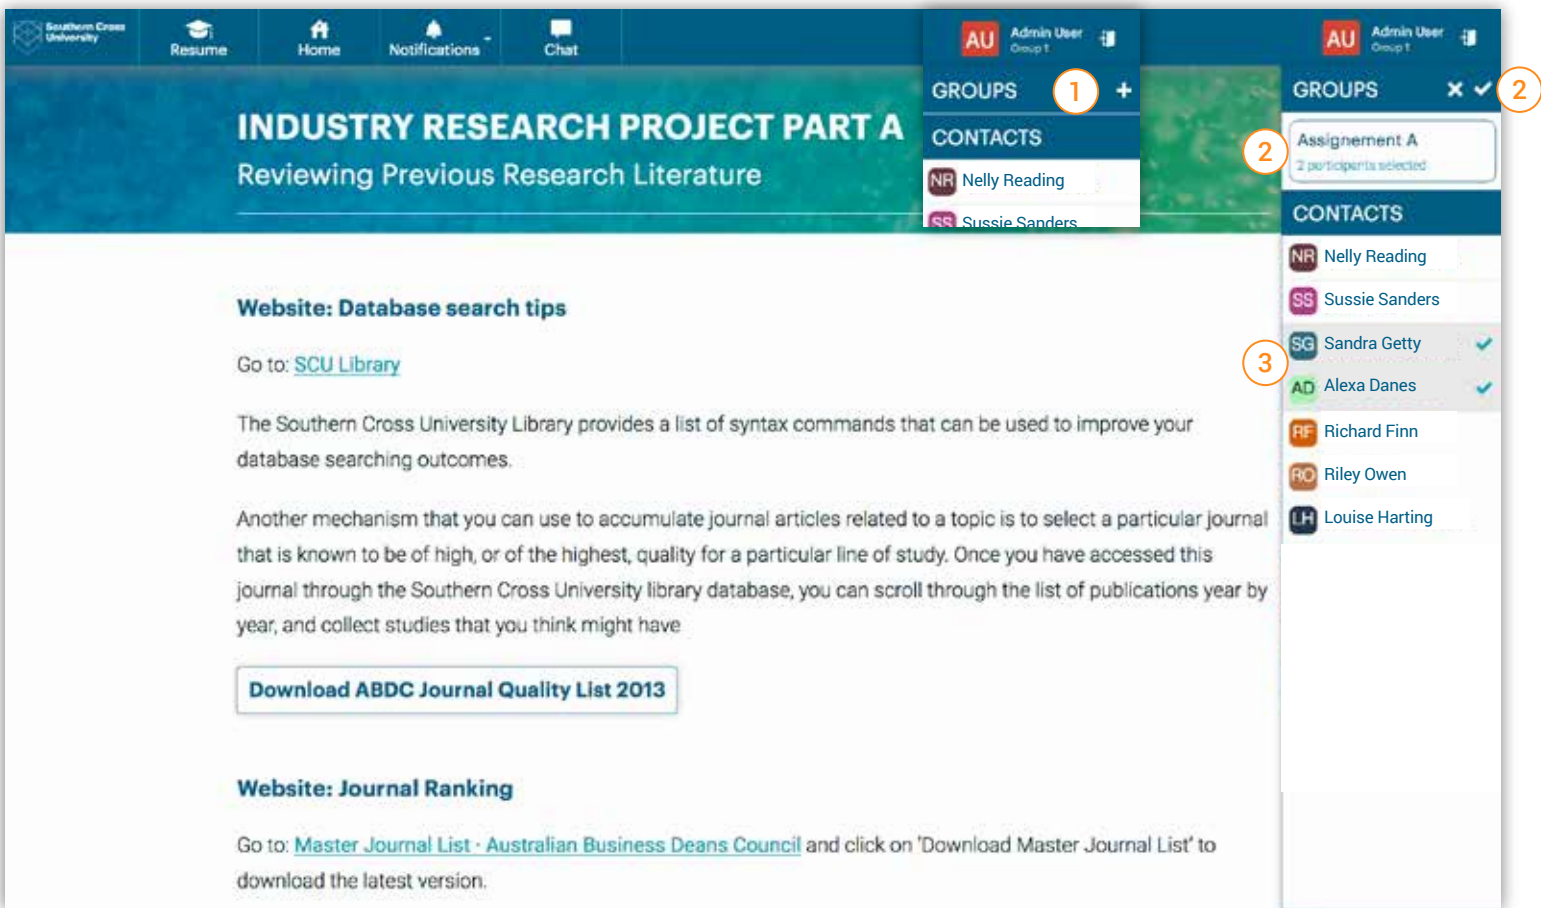 Southern Cross
University
Resume
Home
Notifications
Chat
AU
Admin User
Group 1
GROUPS
1
CONTACTS
NR Nelly Reading
SS Sussie Sanders
AU
Admin User
Group 1
GROUPS
2
2
Assignement A
2 participants selected
CONTACTS
NR Nelly Reading
SS Sussie Sanders
SG Sandra Getty
3
AD Alexa Danes
RF Richard Finn
RO Riley Owen
LH Louise Harting
INDUSTRY RESEARCH PROJECT PART A
Reviewing Previous Research Literature
Website: Database search tips
Go to: SCU Library
The Southern Cross University Library provides a list of syntax commands that can be used to improve your
database searching outcomes.
Another mechanism that you can use to accumulate journal articles related to a topic is to select a particular journal
that is known to be of high, or of the highest, quality for a particular line of study. Once you have accessed this
journal through the Southern Cross University library database, you can scroll through the list of publications year by
year, and collect studies that you think might have
Download ABDC Journal Quality List 2013
Website: Journal Ranking
Go to: Master Journal List · Australian Business Deans Council and click on 'Download Master Journal List' to
download the latest version.